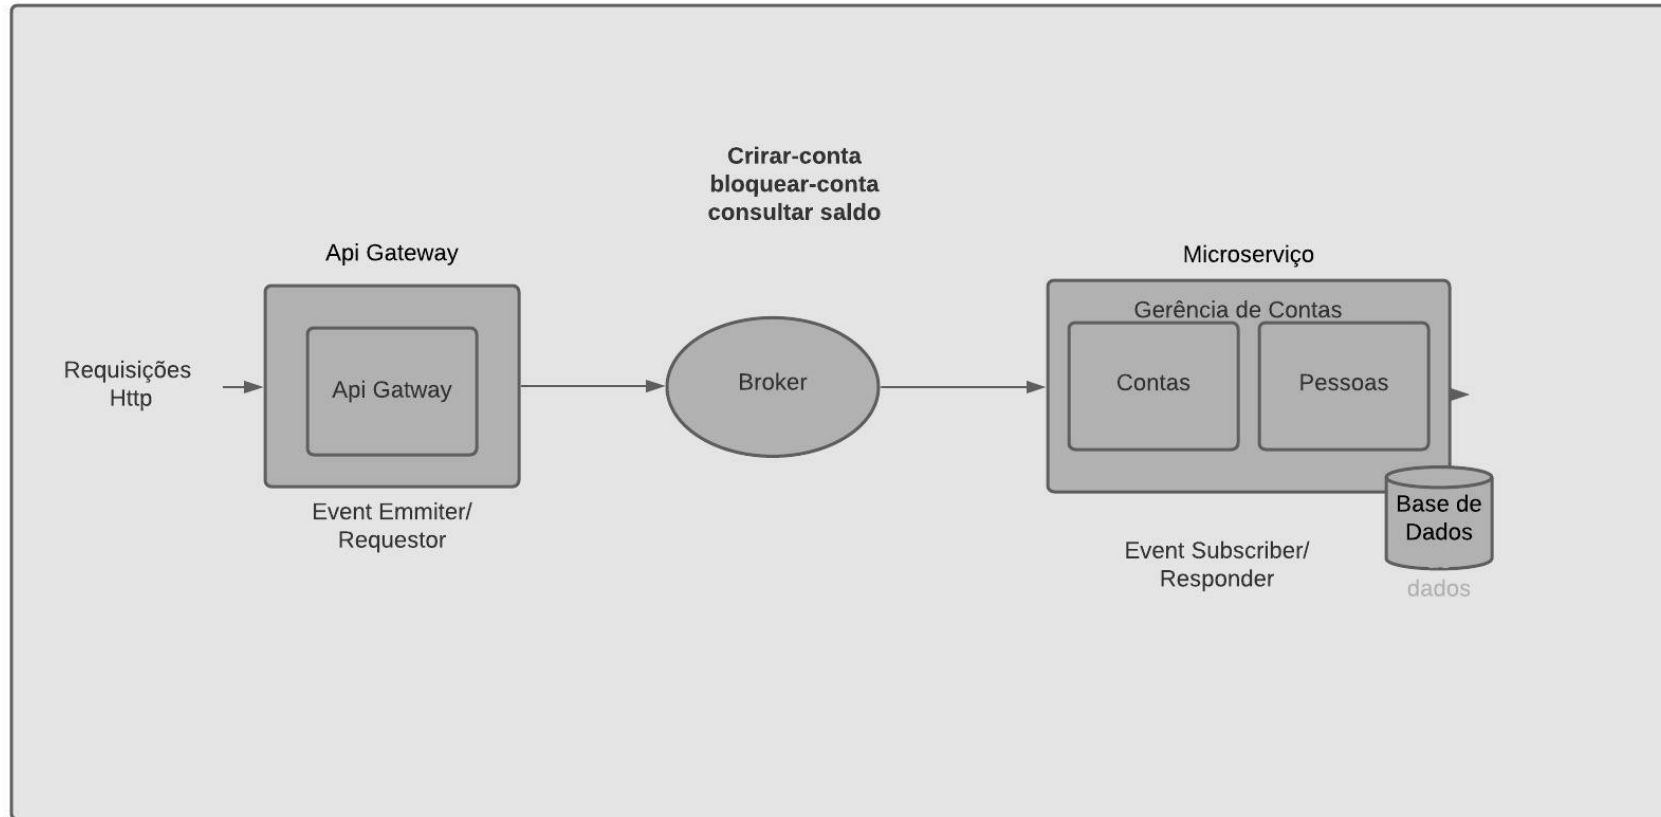 Crirar-conta
bloquear-conta
consultar saldo
Api Gateway
Microserviço
Gerência de Contas
Requisições
Http
Api Gatway
Broker
Contas
Pessoas
Event Emmiter/
Requestor
Base de
Dados
Event Subscriber/
Responder
dados